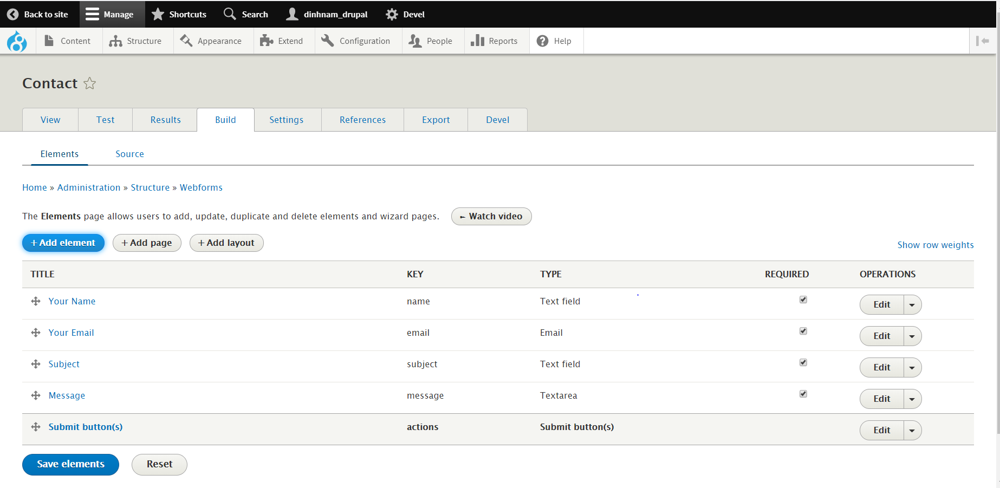 Back to site Manage Shortcuts Search dinhnam_drupal Devel
Content Structure Appearance Extend Configuration People Reports Help
Contact
View Test Results Build Settings References Export Devel
Elements Source
Home » Administration » Structure » Webforms
The Elements page allows users to add, update, duplicate and delete elements and wizard pages. ► Watch video
+ Add element + Add page + Add layout
Show row weights
TITLE KEY TYPE REQUIRED OPERATIONS
Your Name name Text field Edit
Your Email email Email Edit
Subject subject Text field Edit
Message message Textarea Edit
Submit button(s) actions Submit button(s) Edit
Save elements Reset